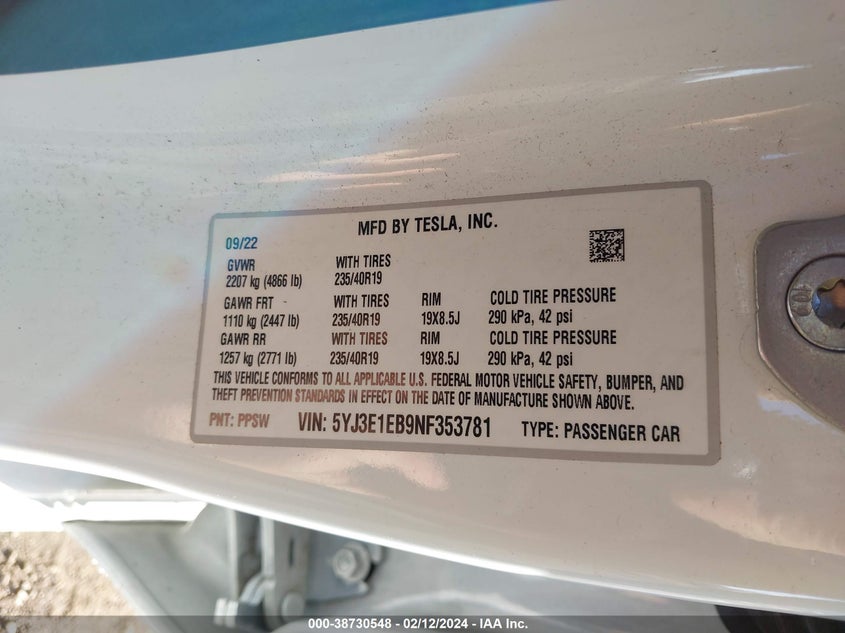 MFD BY TESLA, INC.
09/22
GVWR WITH TIRES
2207 kg (4866 lb) 235/40R19
GAWR FRT WITH TIRES RIM COLD TIRE PRESSURE
1110 kg (2447 lb) 235/40R19 19X8.5J 290 kPa, 42 psi
GAWR RR WITH TIRES RIM COLD TIRE PRESSURE
1257 kg (2771 lb) 235/40R19 19X8.5J 290 kPa, 42 psi
THIS VEHICLE CONFORMS TO ALL APPLICABLE U.S. FEDERAL MOTOR VEHICLE SAFETY, BUMPER, AND
THEFT PREVENTION STANDARDS IN EFFECT ON THE DATE OF MANUFACTURE SHOWN ABOVE.
PNT: PPSW VIN: 5YJ3E1EB9NF353781 TYPE: PASSENGER CAR
000-38730548 - 02/12/2024 - IAA Inc.